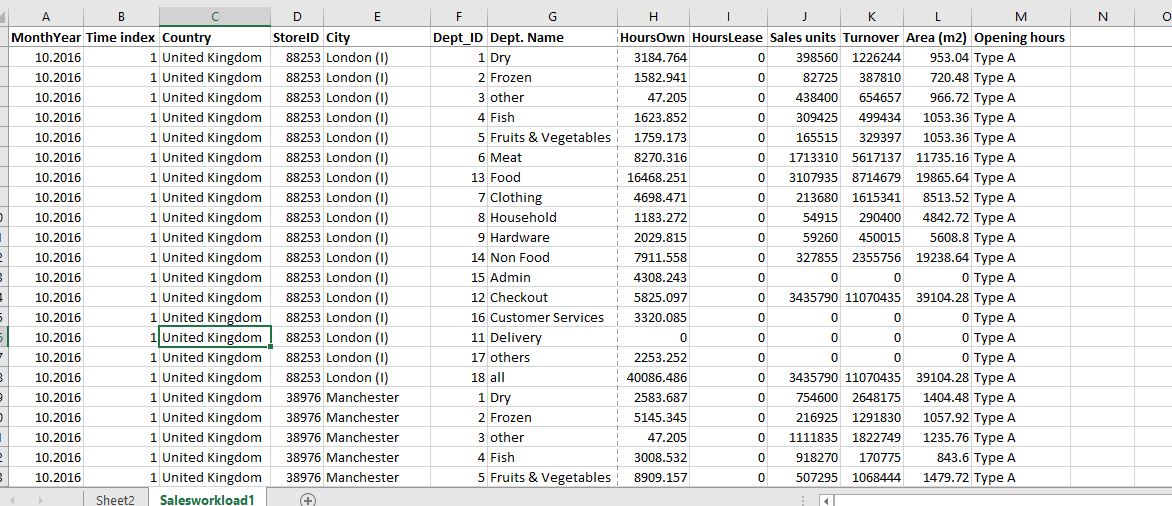 A B C D E F G H I J K L M N O
MonthYear Time index Country StoreID City Dept_ID Dept. Name HoursOwn HoursLease Sales units Turnover Area (m2) Opening hours
10.2016 1 United Kingdom 88253 London (I) 1 Dry 3184.764 0 398560 1226244 953.04 Type A
10.2016 1 United Kingdom 88253 London (I) 2 Frozen 1582.941 0 82725 387810 720.48 Type A
10.2016 1 United Kingdom 88253 London (I) 3 other 47.205 0 438400 654657 966.72 Type A
10.2016 1 United Kingdom 88253 London (I) 4 Fish 1623.852 0 309425 499434 1053.36 Type A
10.2016 1 United Kingdom 88253 London (I) 5 Fruits & Vegetables 1759.173 0 165515 329397 1053.36 Type A
10.2016 1 United Kingdom 88253 London (I) 6 Meat 8270.316 0 1713310 5617137 11735.16 Type A
10.2016 1 United Kingdom 88253 London (I) 13 Food 16468.251 0 3107935 8714679 19865.64 Type A
10.2016 1 United Kingdom 88253 London (I) 7 Clothing 4698.471 0 213680 1615341 8513.52 Type A
10.2016 1 United Kingdom 88253 London (I) 8 Household 1183.272 0 54915 290400 4842.72 Type A
10.2016 1 United Kingdom 88253 London (I) 9 Hardware 2029.815 0 59260 450015 5608.8 Type A
10.2016 1 United Kingdom 88253 London (I) 14 Non Food 7911.558 0 327855 2355756 19238.64 Type A
10.2016 1 United Kingdom 88253 London (I) 15 Admin 4308.243 0 0 0 0 Type A
10.2016 1 United Kingdom 88253 London (I) 12 Checkout 5825.097 0 3435790 11070435 39104.28 Type A
10.2016 1 United Kingdom 88253 London (I) 16 Customer Services 3320.085 0 0 0 0 Type A
10.2016 1 United Kingdom 88253 London (I) 11 Delivery 0 0 0 0 0 Type A
10.2016 1 United Kingdom 88253 London (I) 17 others 2253.252 0 0 0 0 Type A
10.2016 1 United Kingdom 88253 London (I) 18 all 40086.486 0 3435790 11070435 39104.28 Type A
10.2016 1 United Kingdom 38976 Manchester 1 Dry 2583.687 0 754600 2648175 1404.48 Type A
10.2016 1 United Kingdom 38976 Manchester 2 Frozen 5145.345 0 216925 1291830 1057.92 Type A
10.2016 1 United Kingdom 38976 Manchester 3 other 47.205 0 1111835 1822749 1235.76 Type A
10.2016 1 United Kingdom 38976 Manchester 4 Fish 3008.532 0 918270 170775 843.6 Type A
10.2016 1 United Kingdom 38976 Manchester 5 Fruits & Vegetables 8909.157 0 507295 1068444 1479.72 Type A
Sheet2 Salesworkload1